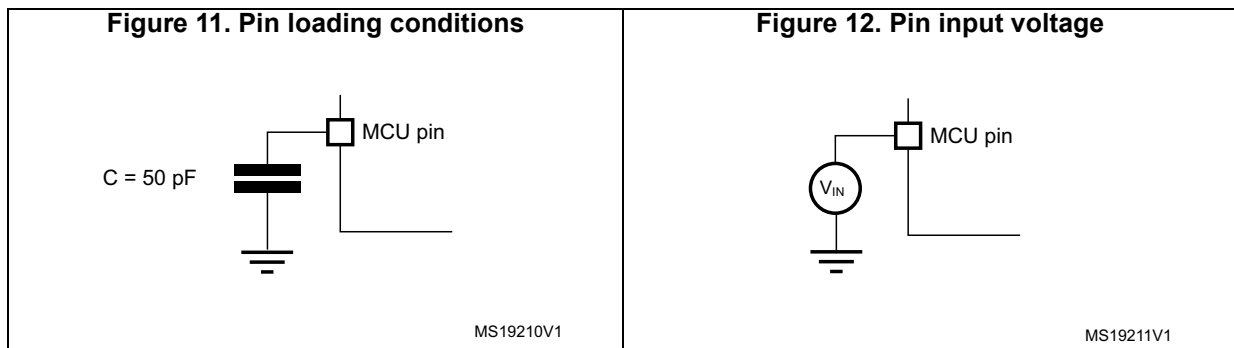 Figure 11. Pin loading conditions
MCU pin
C = 50 pF
MS19210V1
Figure 12. Pin input voltage
MCU pin
VIN
MS19211V1